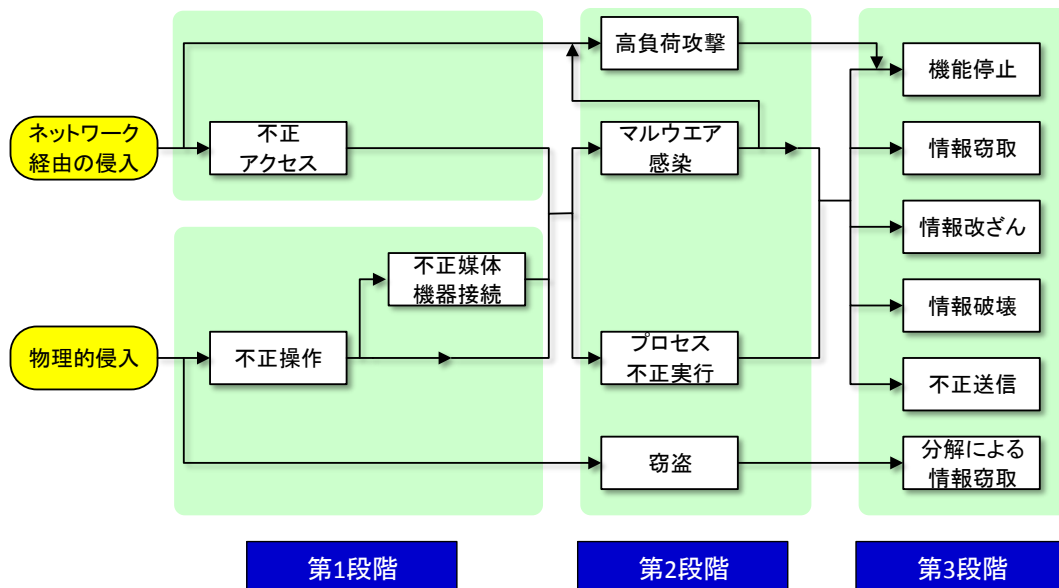 高負荷攻撃
機能停止
ネットワーク
経由の侵入
不正
アクセス
マルウエア
感染
情報窃取
情報改ざん
不正媒体
機器接続
情報破壊
物理的侵入
不正操作
プロセス
不正実行
不正送信
窃盗
分解による
情報窃取
第1段階
第2段階
第3段階